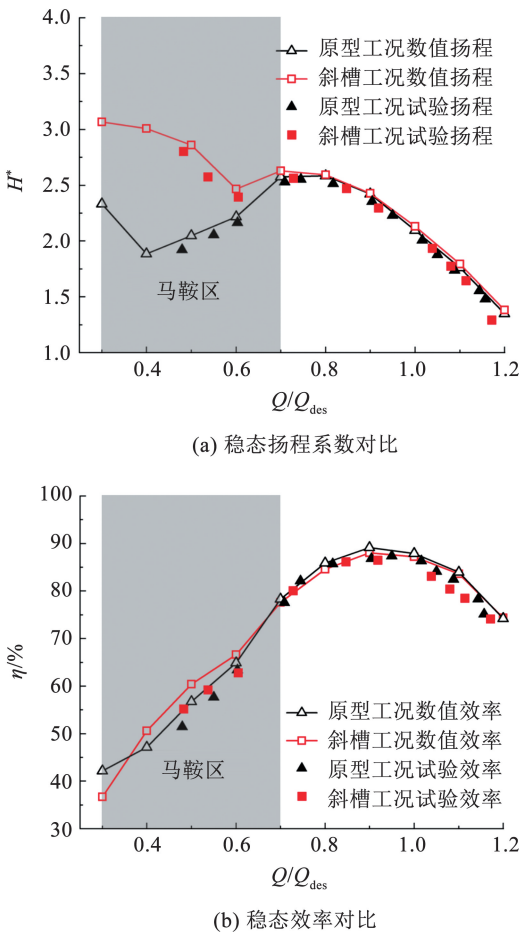 4.0
3.5
3.0
2.5
2.0
1.5
1.0
H*
原型工况数值扬程
斜槽工况数值扬程
原型工况试验扬程
斜槽工况试验扬程
马鞍区
0.4 0.6 0.8 1.0 1.2
Q/Qdes
(a) 稳态扬程系数对比
100
90
80
70
60
50
40
30
η/%
原型工况数值效率
斜槽工况数值效率
原型工况试验效率
斜槽工况试验效率
马鞍区
0.4 0.6 0.8 1.0 1.2
Q/Qdes
(b) 稳态效率对比